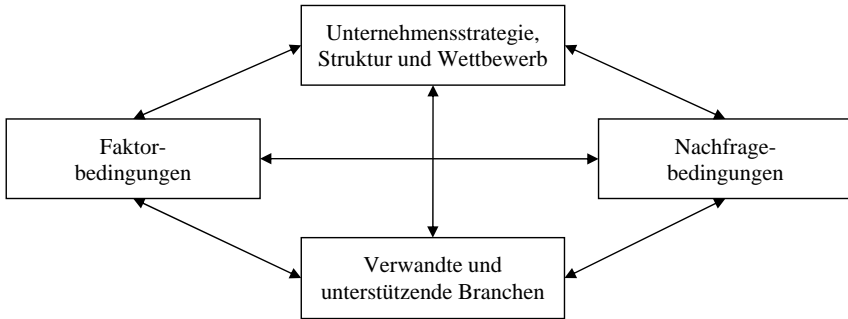 Unternehmensstrategie,
Struktur und Wettbewerb
Faktor-
bedingungen
Nachfrage-
bedingungen
Verwandte und
unterstützende Branchen